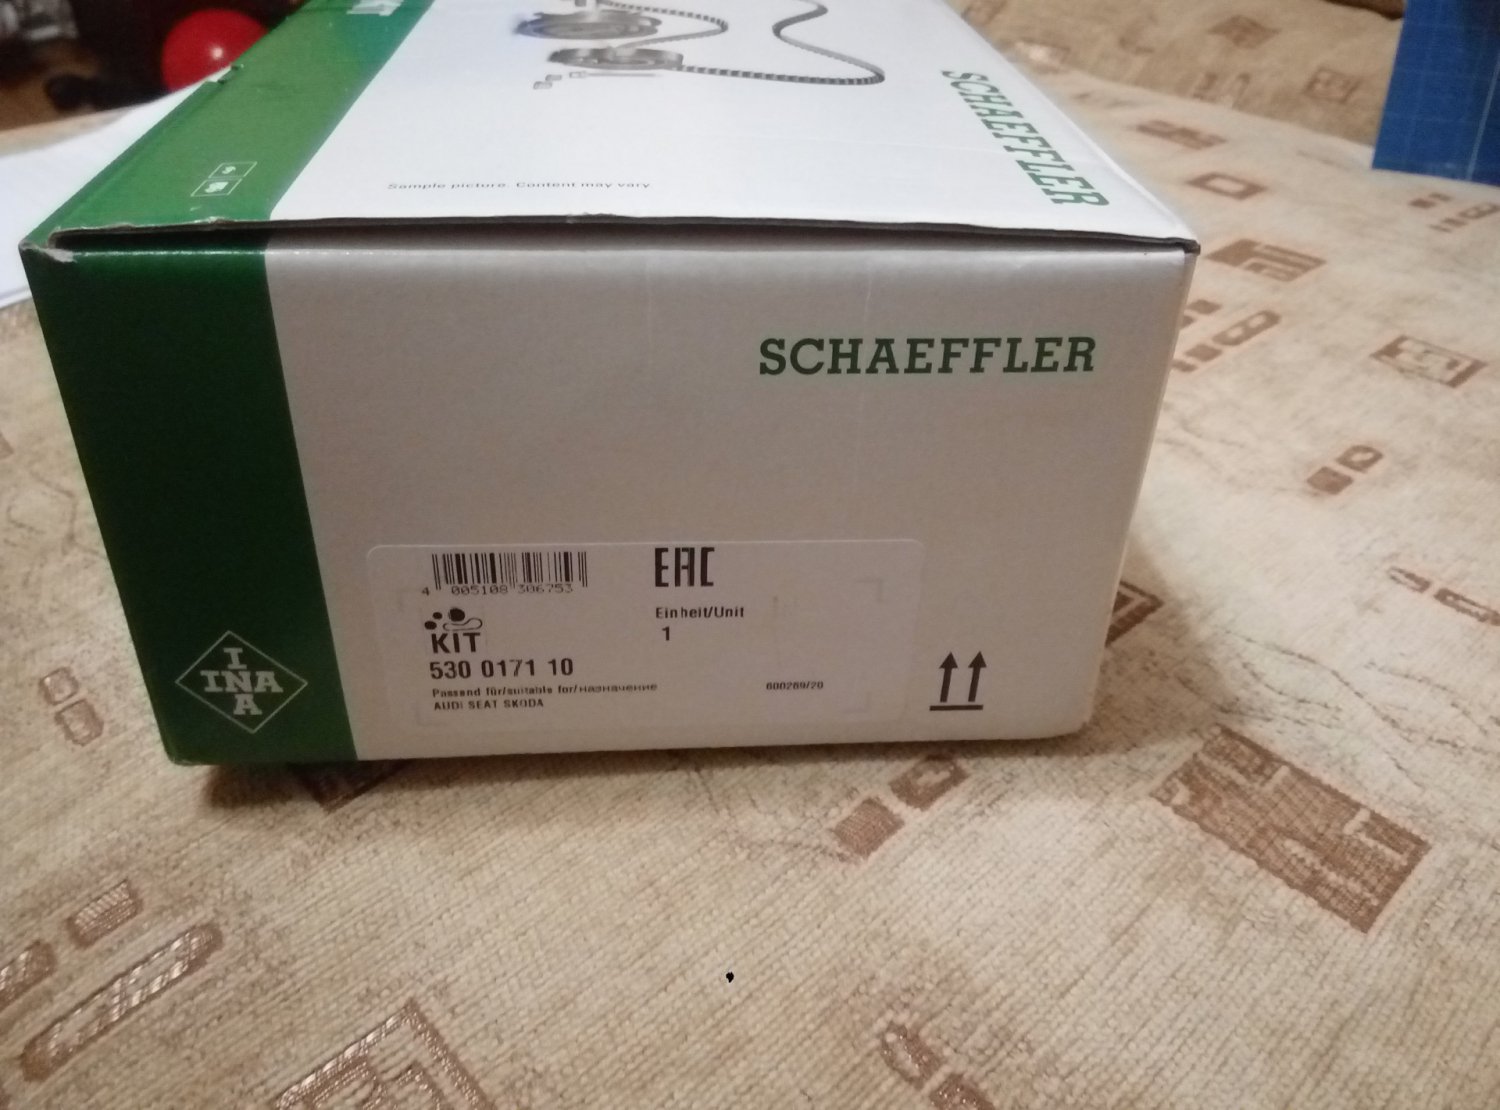 Sample picture. Content may vary.
SCHAEFFLER
SCHAEFFLER
4 005108 306753
EAC
Einheit/Unit
1
KIT
530 0171 10
Passend für/suitable for/назначение
AUDI SEAT SKODA
600269/20
INA
INA